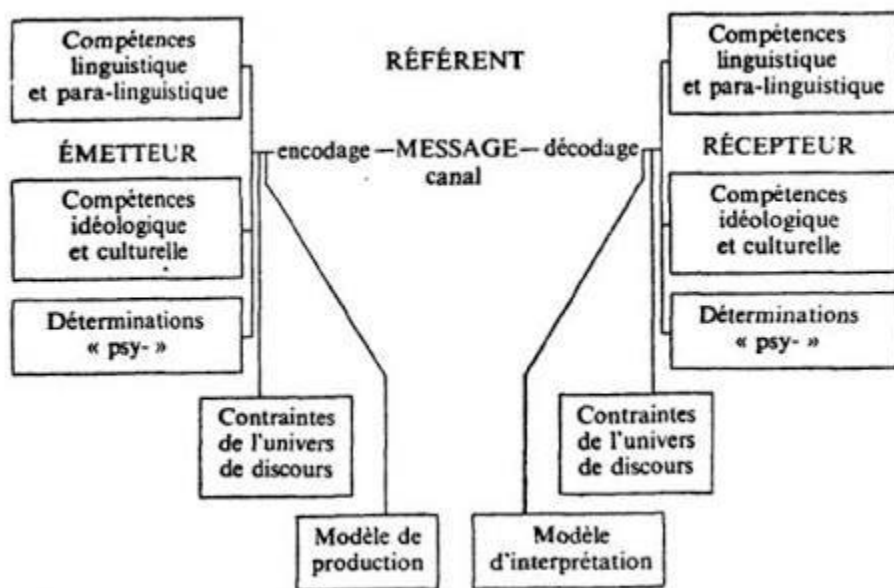 Compétences
linguistique
et para-linguistique
RÉFÉRENT
Compétences
linguistique
et para-linguistique
ÉMETTEUR
encodage — MESSAGE — décodage
canal
RÉCEPTEUR
Compétences
idéologique
et culturelle
Compétences
idéologique
et culturelle
Déterminations
« psy- »
Déterminations
« psy- »
Contraintes
de l'univers
de discours
Contraintes
de l'univers
de discours
Modèle de
production
Modèle
d'interprétation